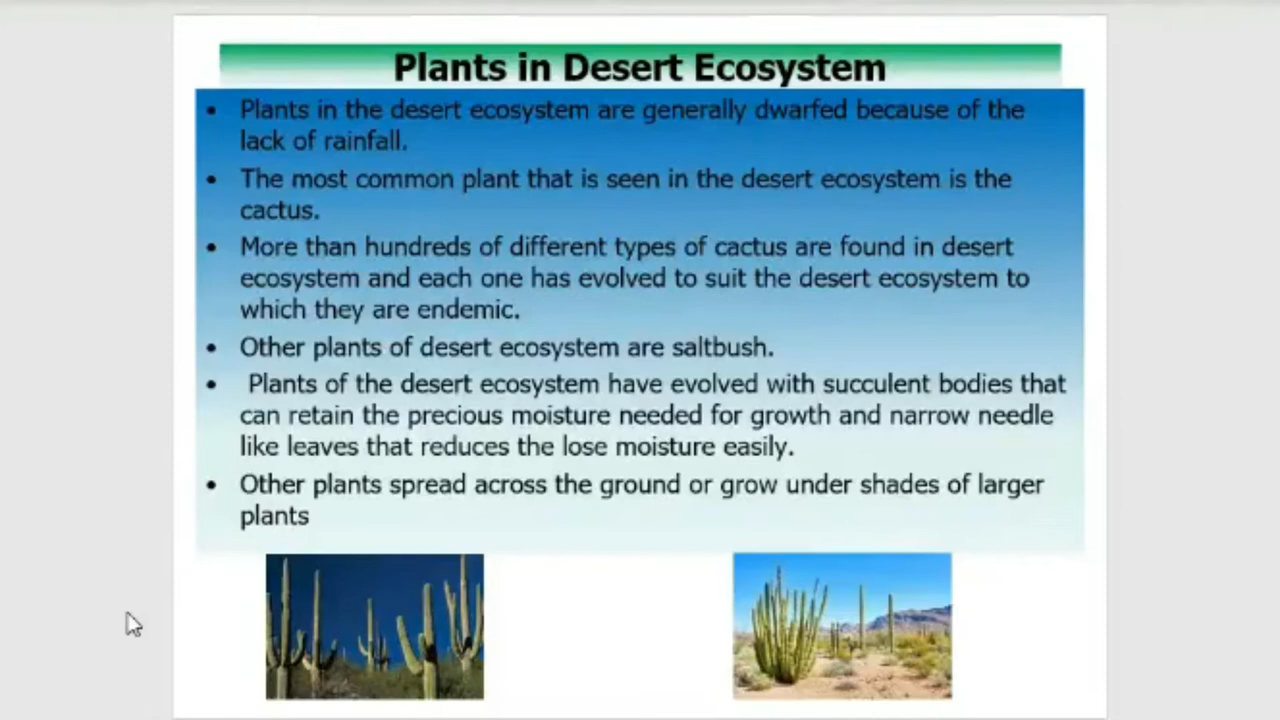 Plants in Desert Ecosystem
• Plants in the desert ecosystem are generally dwarfed because of the
lack of rainfall.
• The most common plant that is seen in the desert ecosystem is the
cactus.
• More than hundreds of different types of cactus are found in desert
ecosystem and each one has evolved to suit the desert ecosystem to
which they are endemic.
• Other plants of desert ecosystem are saltbush.
• Plants of the desert ecosystem have evolved with succulent bodies that
can retain the precious moisture needed for growth and narrow needle
like leaves that reduces the lose moisture easily.
• Other plants spread across the ground or grow under shades of larger
plants